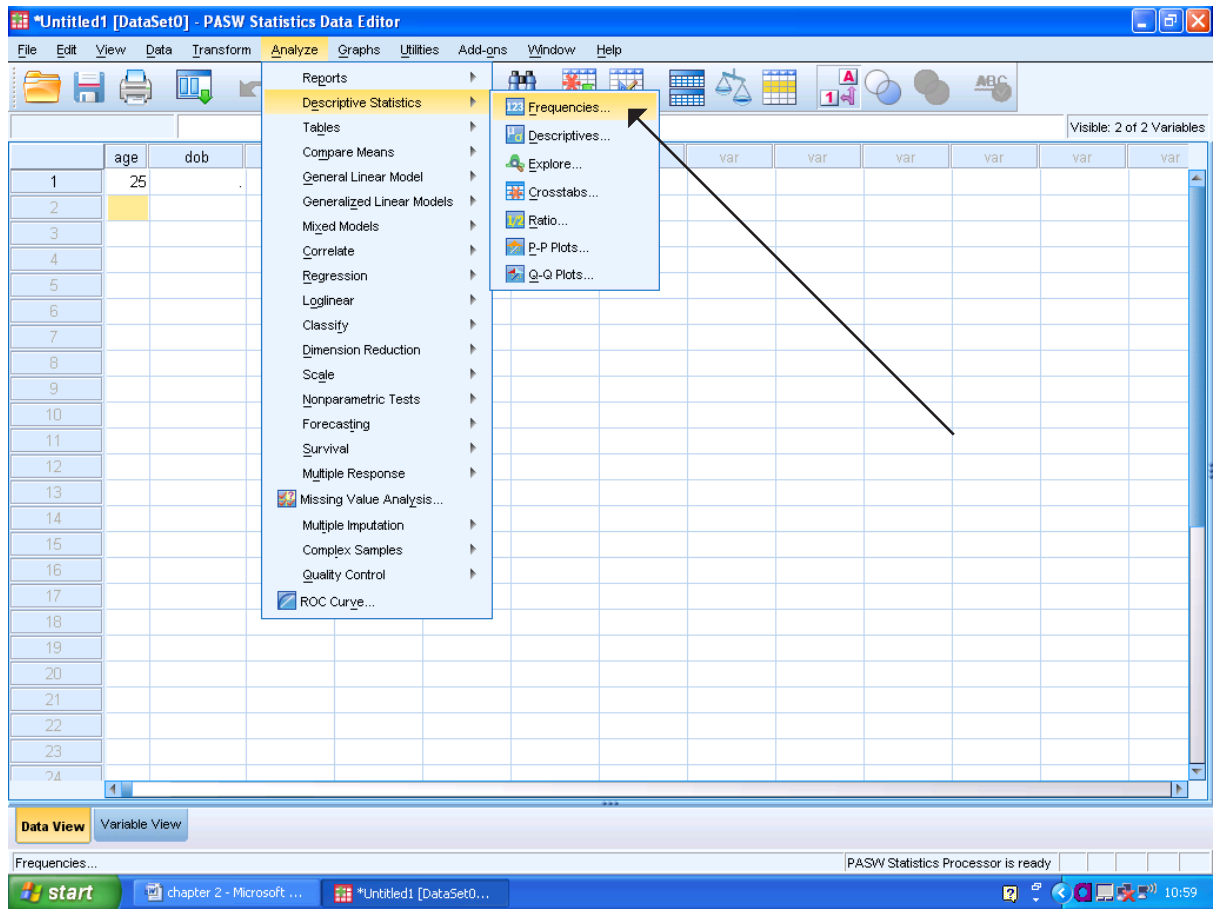 *Untitled1 [DataSet0] - PASW Statistics Data Editor
File Edit View Data Transform Analyze Graphs Utilities Add-ons Window Help
A
1
ABC
Visible: 2 of 2 Variables
Reports
Descriptive Statistics
Tables
Compare Means
General Linear Model
Generalized Linear Models
Mixed Models
Correlate
Regression
Loglinear
Classify
Dimension Reduction
Scale
Nonparametric Tests
Forecasting
Survival
Multiple Response
Missing Value Analysis...
Multiple Imputation
Complex Samples
Quality Control
ROC Curve...
123 Frequencies...
Descriptives...
Explore...
Crosstabs...
1/2 Ratio...
P-P Plots...
Q-Q Plots...
age dob var var var var var var
1 25 .
2
3
4
5
6
7
8
9
10
11
12
13
14
15
16
17
18
19
20
21
22
23
24
Data View Variable View
Frequencies... PASW Statistics Processor is ready
start chapter 2 - Microsoft ... *Untitled1 [DataSet0... 10:59